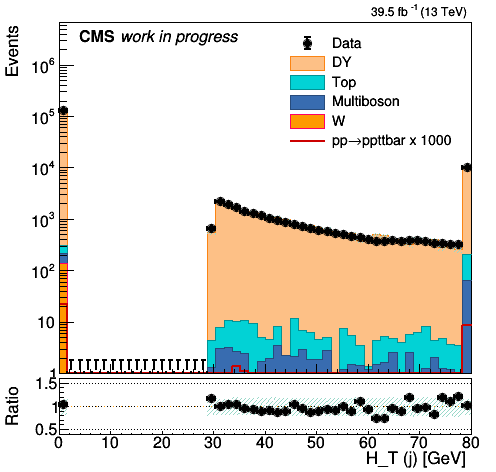 39.5 fb⁻¹ (13 TeV)
CMS work in progress
Events
Data
DY
Top
Multiboson
W
pp→ppttbar x 1000
10⁶
10⁵
10⁴
10³
10²
10
1
Ratio
1.5
1
0.5
0 10 20 30 40 50 60 70 80
H_T (j) [GeV]